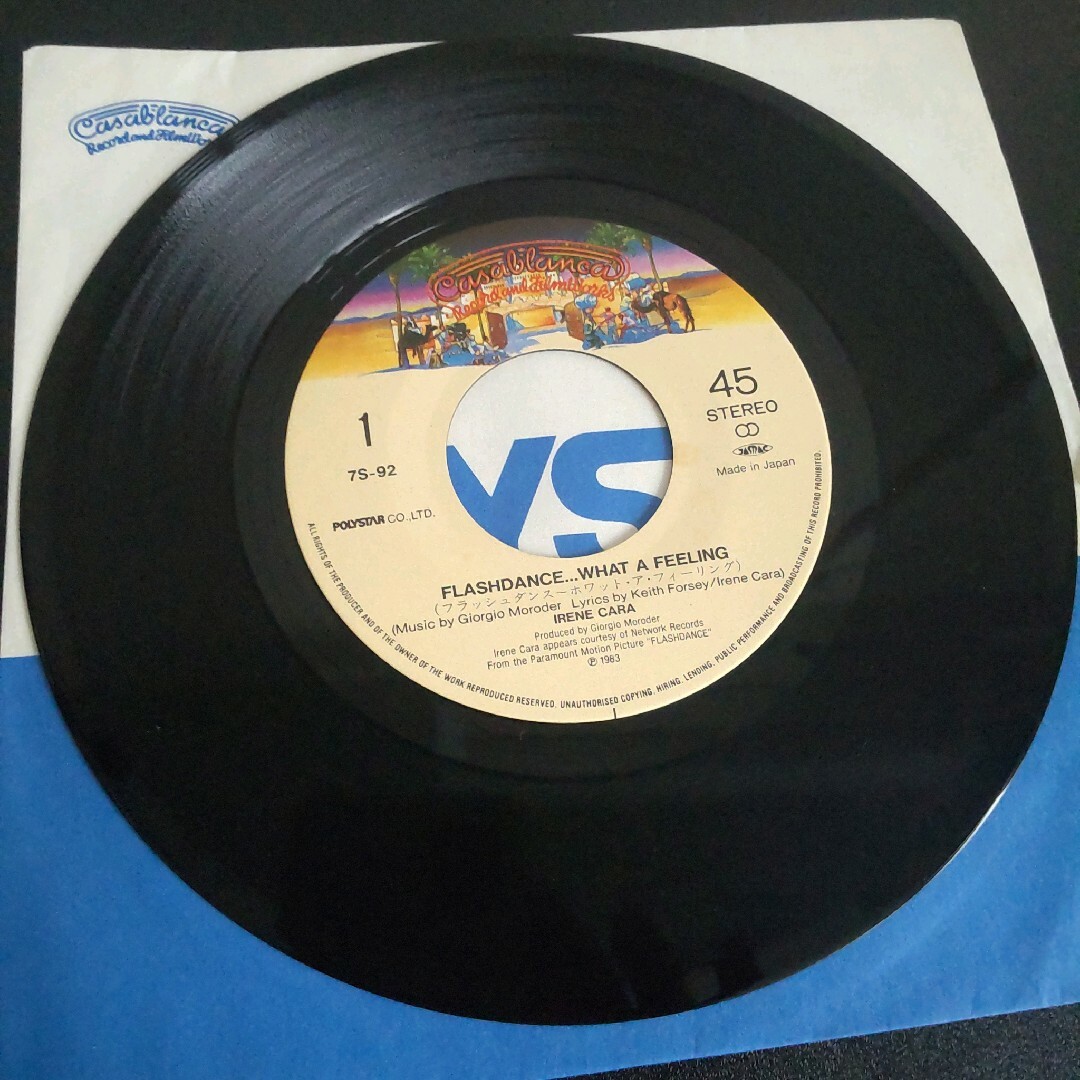 Casablanca
Record and FilmWorks
Casablanca
Record and FilmWorks
1
7S-92
POLYSTAR CO.,LTD.
45
STEREO
JASRAC
Made in Japan
YS
FLASHDANCE...WHAT A FEELING
(フラッシュダンス−ホワット・ア・フィーリング)
(Music by Giorgio Moroder Lyrics by Keith Forsey/Irene Cara)
IRENE CARA
Produced by Giorgio Moroder
Irene Cara appears courtesy of Network Records
From the Paramount Motion Picture "FLASHDANCE"
℗ 1983
ALL RIGHTS OF THE PRODUCER AND OF THE OWNER OF THE WORK REPRODUCED RESERVED. UNAUTHORISED COPYING, HIRING, LENDING, PUBLIC PERFORMANCE AND BROADCASTING OF THIS RECORD PROHIBITED.